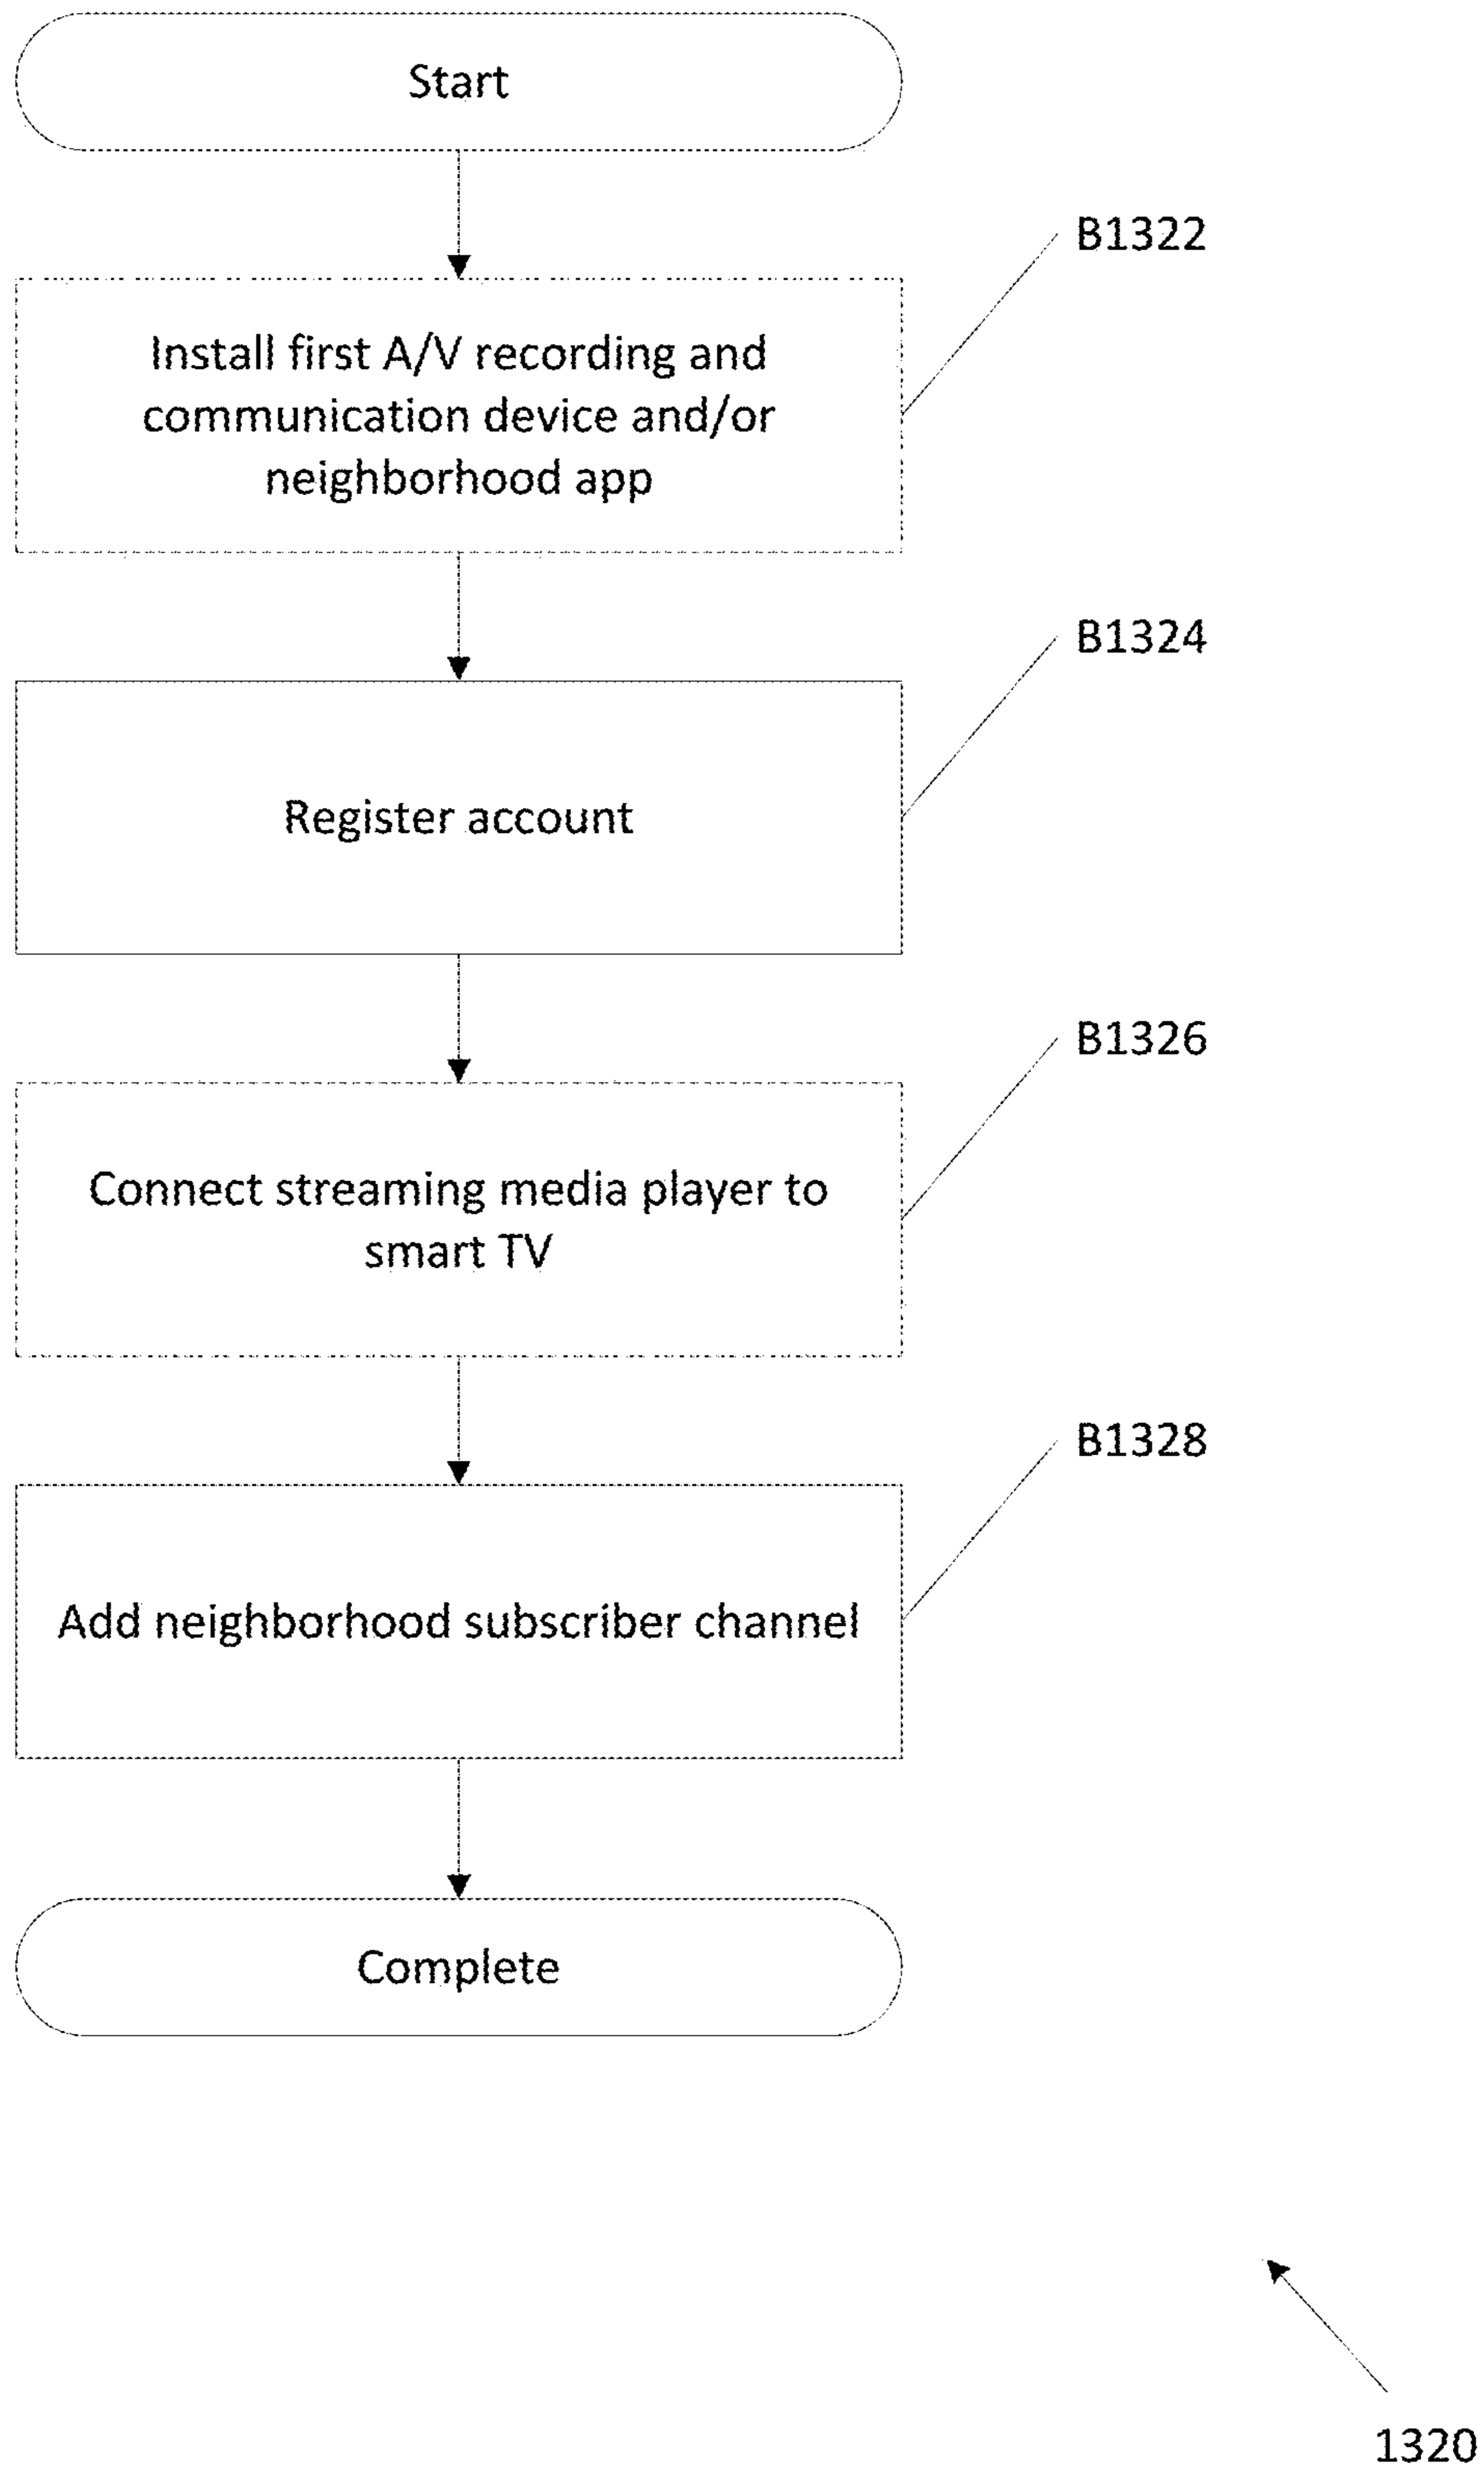 Start
B1322
Install first A/V recording and
communication device and/or
neighborhood app
B1324
Register account
B1326
Connect streaming media player to
smart TV
B1328
Add neighborhood subscriber channel
Complete
1320